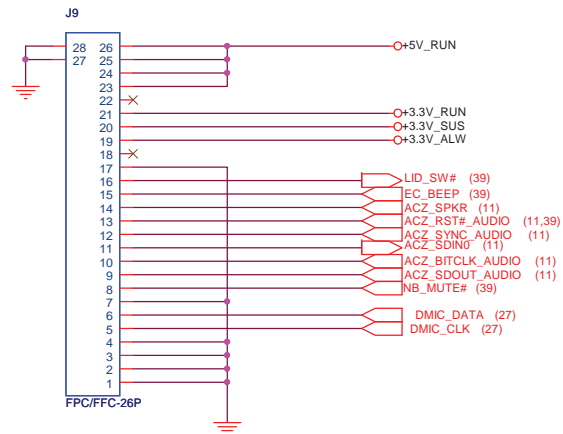 J9
28 26 +5V_RUN
27 25
24
23
22
21 +3.3V_RUN
20 +3.3V_SUS
19 +3.3V_ALW
18
17
16 LID_SW# (39)
15 EC_BEEP (39)
14 ACZ_SPKR (11)
13 ACZ_RST#_AUDIO (11,39)
12 ACZ_SYNC_AUDIO (11)
11 ACZ_SDIN0 (11)
10 ACZ_BITCLK_AUDIO (11)
9 ACZ_SDOUT_AUDIO (11)
8 NB_MUTE# (39)
7
6 DMIC_DATA (27)
5 DMIC_CLK (27)
4
3
2
1
FPC/FFC-26P